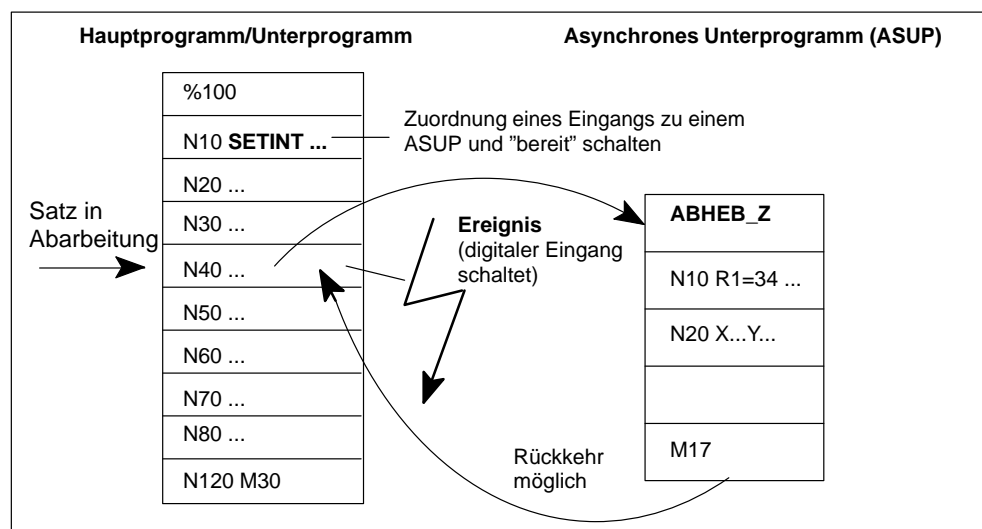 Hauptprogramm/Unterprogramm
Asynchrones Unterprogramm (ASUP)
%100
N10 SETINT ...
Zuordnung eines Eingangs zu einem
ASUP und ”bereit” schalten
N20 ...
Satz in
Abarbeitung
N30 ...
N40 ...
N50 ...
N60 ...
N70 ...
N80 ...
N120 M30
Ereignis
(digitaler Eingang
schaltet)
ABHEB_Z
N10 R1=34 ...
N20 X...Y...
M17
Rückkehr
möglich